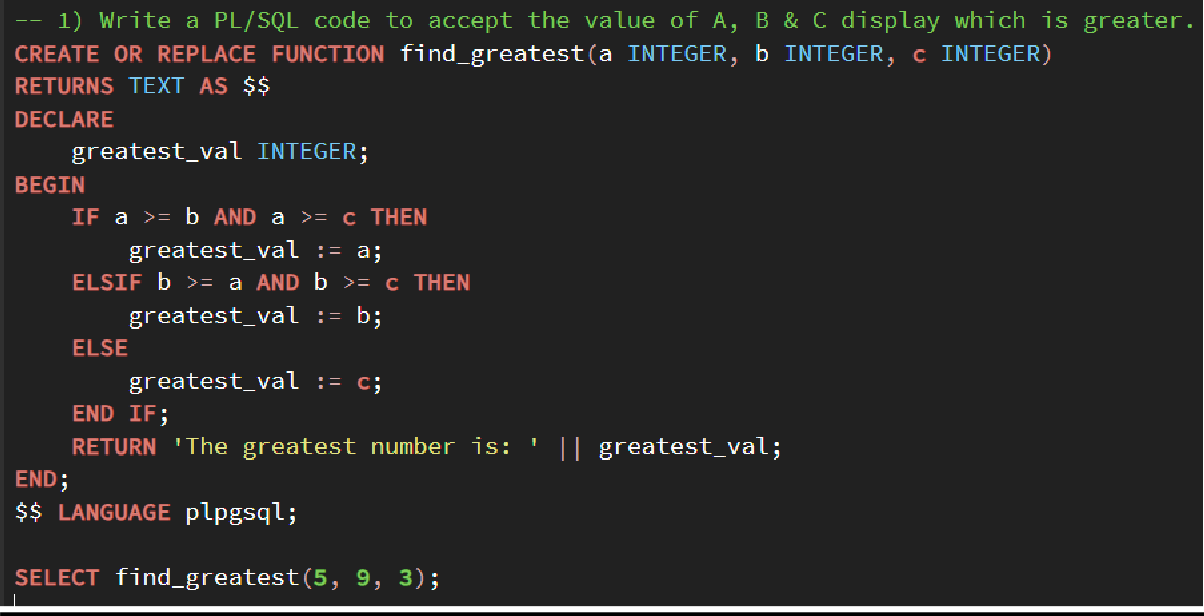 -- 1) Write a PL/SQL code to accept the value of A, B & C display which is greater.
CREATE OR REPLACE FUNCTION find_greatest(a INTEGER, b INTEGER, c INTEGER)
RETURNS TEXT AS $$
DECLARE
    greatest_val INTEGER;
BEGIN
    IF a >= b AND a >= c THEN
        greatest_val := a;
    ELSIF b >= a AND b >= c THEN
        greatest_val := b;
    ELSE
        greatest_val := c;
    END IF;
    RETURN 'The greatest number is: ' || greatest_val;
END;
$$ LANGUAGE plpgsql;

SELECT find_greatest(5, 9, 3);